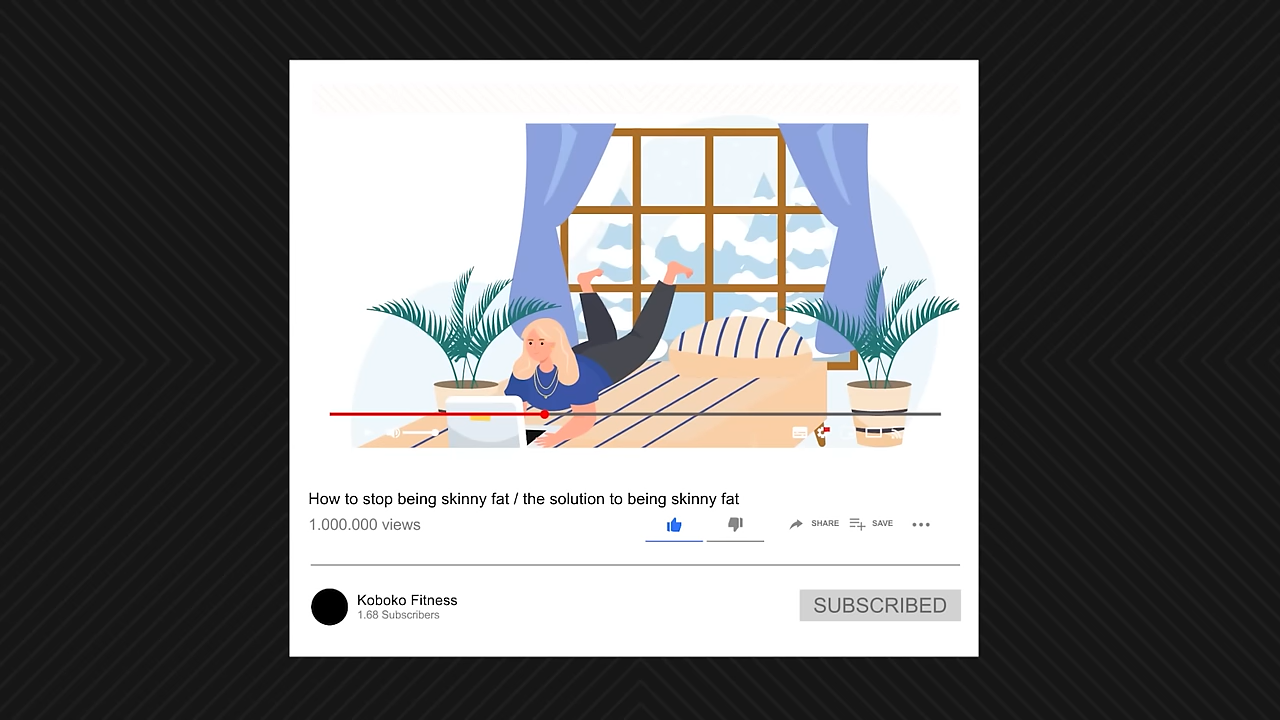 How to stop being skinny fat / the solution to being skinny fat
1.000.000 views
SHARE
SAVE
Koboko Fitness
1.68 Subscribers
SUBSCRIBED